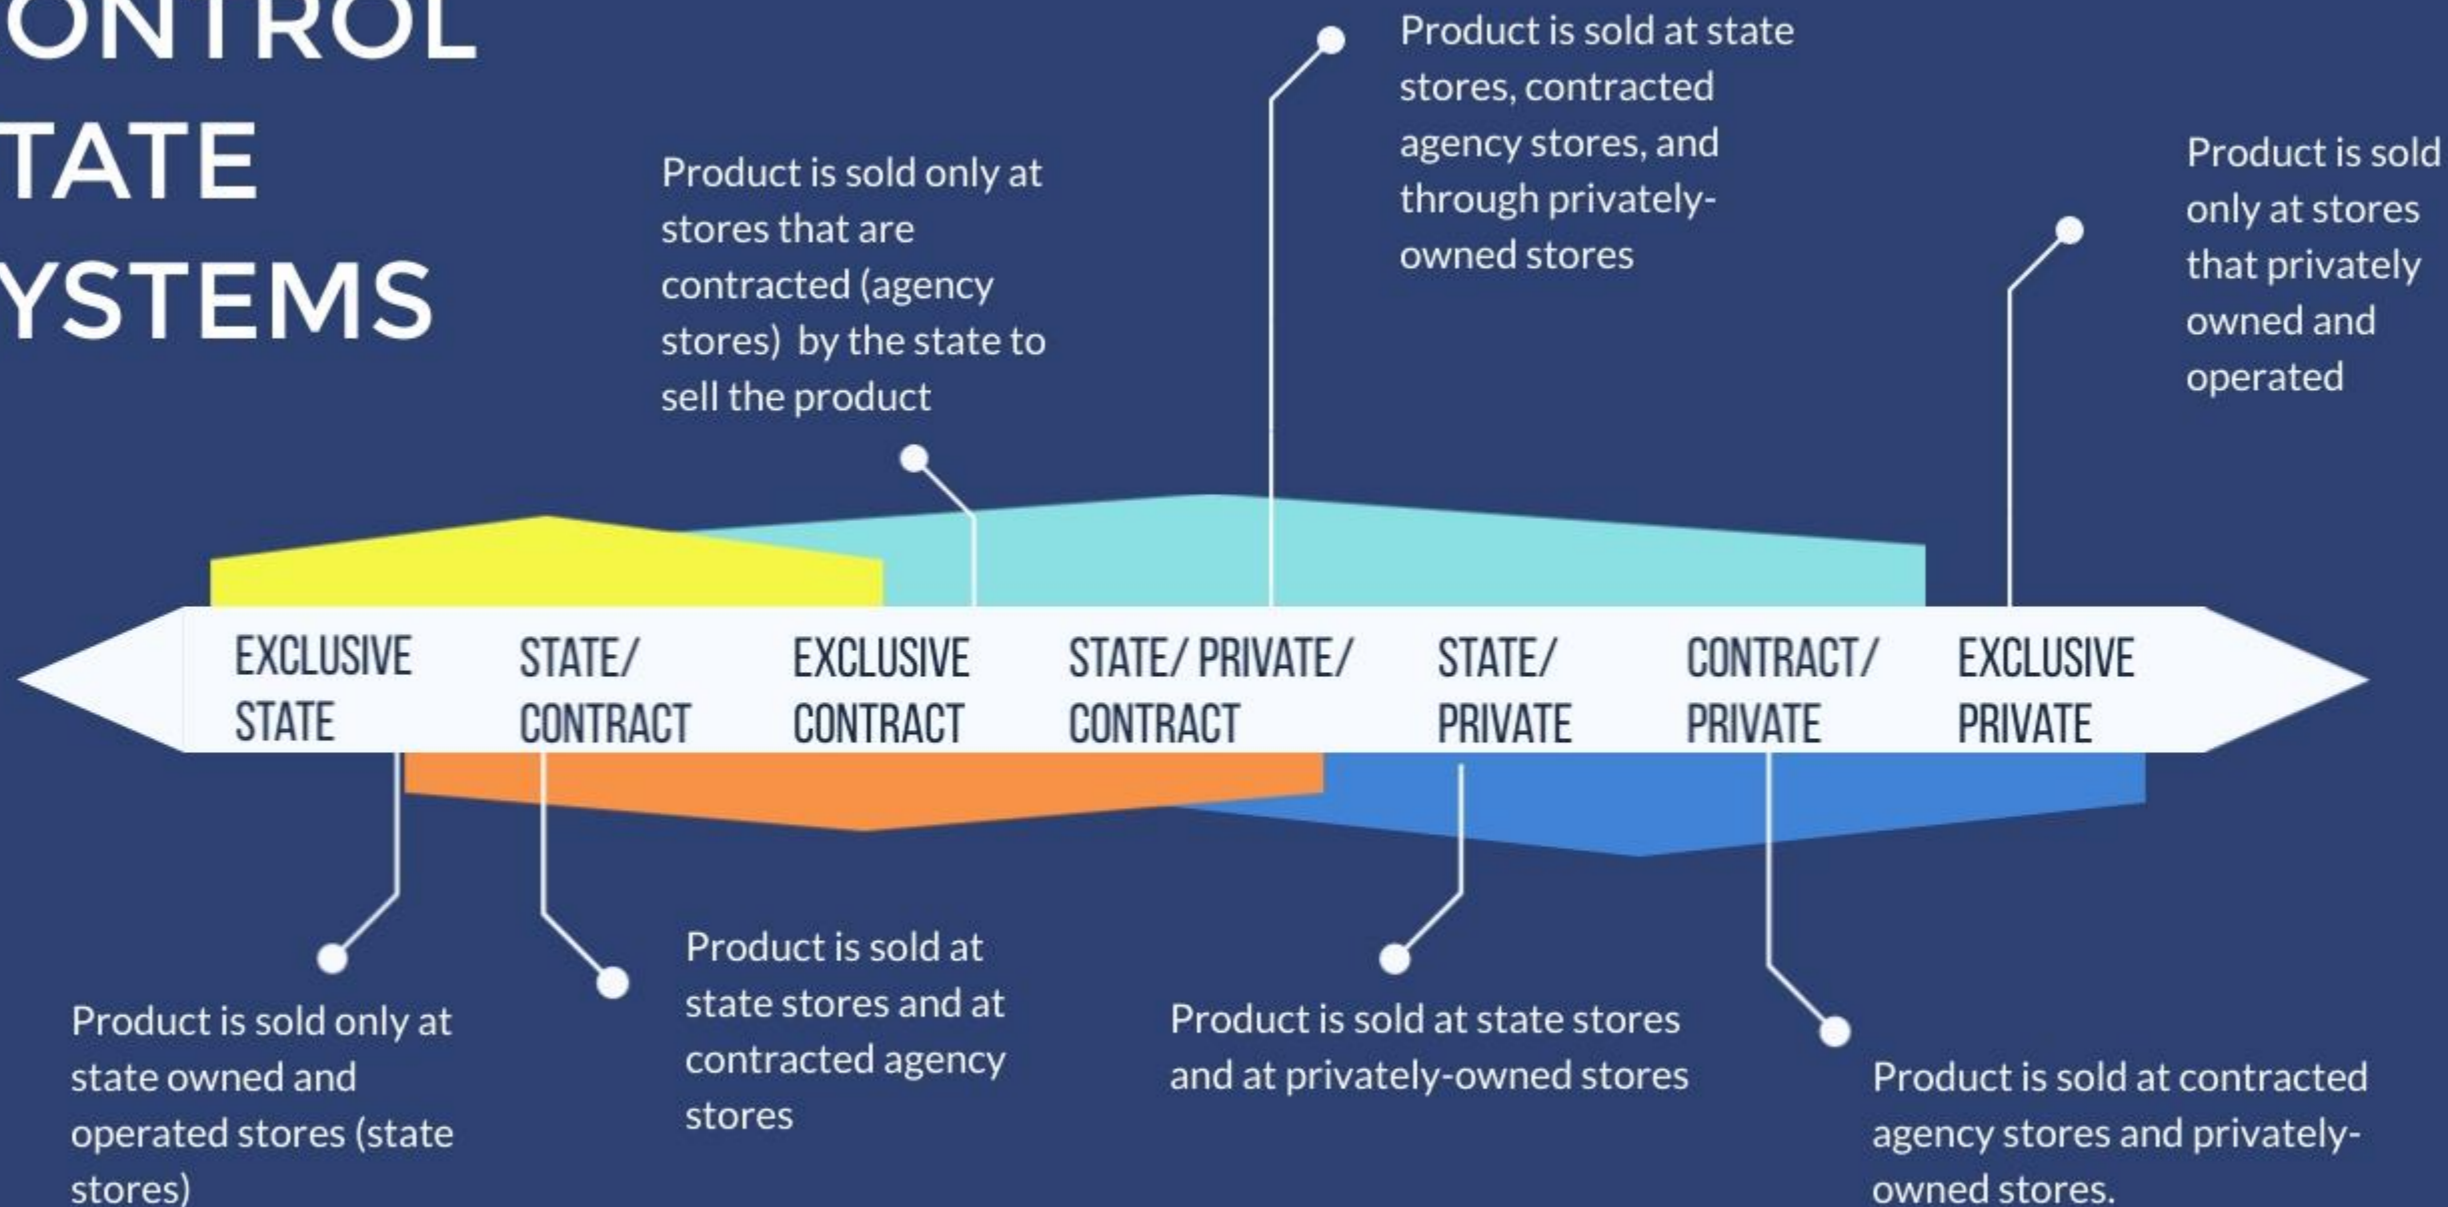 ONTROL
TATE
YSTEMS
Product is sold only at
stores that are
contracted (agency
stores)  by the state to
sell the product
Product is sold at state
stores, contracted
agency stores, and
through privately-
owned stores
Product is sold
only at stores
that privately
owned and
operated
EXCLUSIVE
STATE
STATE/
CONTRACT
EXCLUSIVE
CONTRACT
STATE/ PRIVATE/
CONTRACT
STATE/
PRIVATE
CONTRACT/
PRIVATE
EXCLUSIVE
PRIVATE
Product is sold only at
state owned and
operated stores (state
stores)
Product is sold at
state stores and at
contracted agency
stores
Product is sold at state stores
and at privately-owned stores
Product is sold at contracted
agency stores and privately-
owned stores.